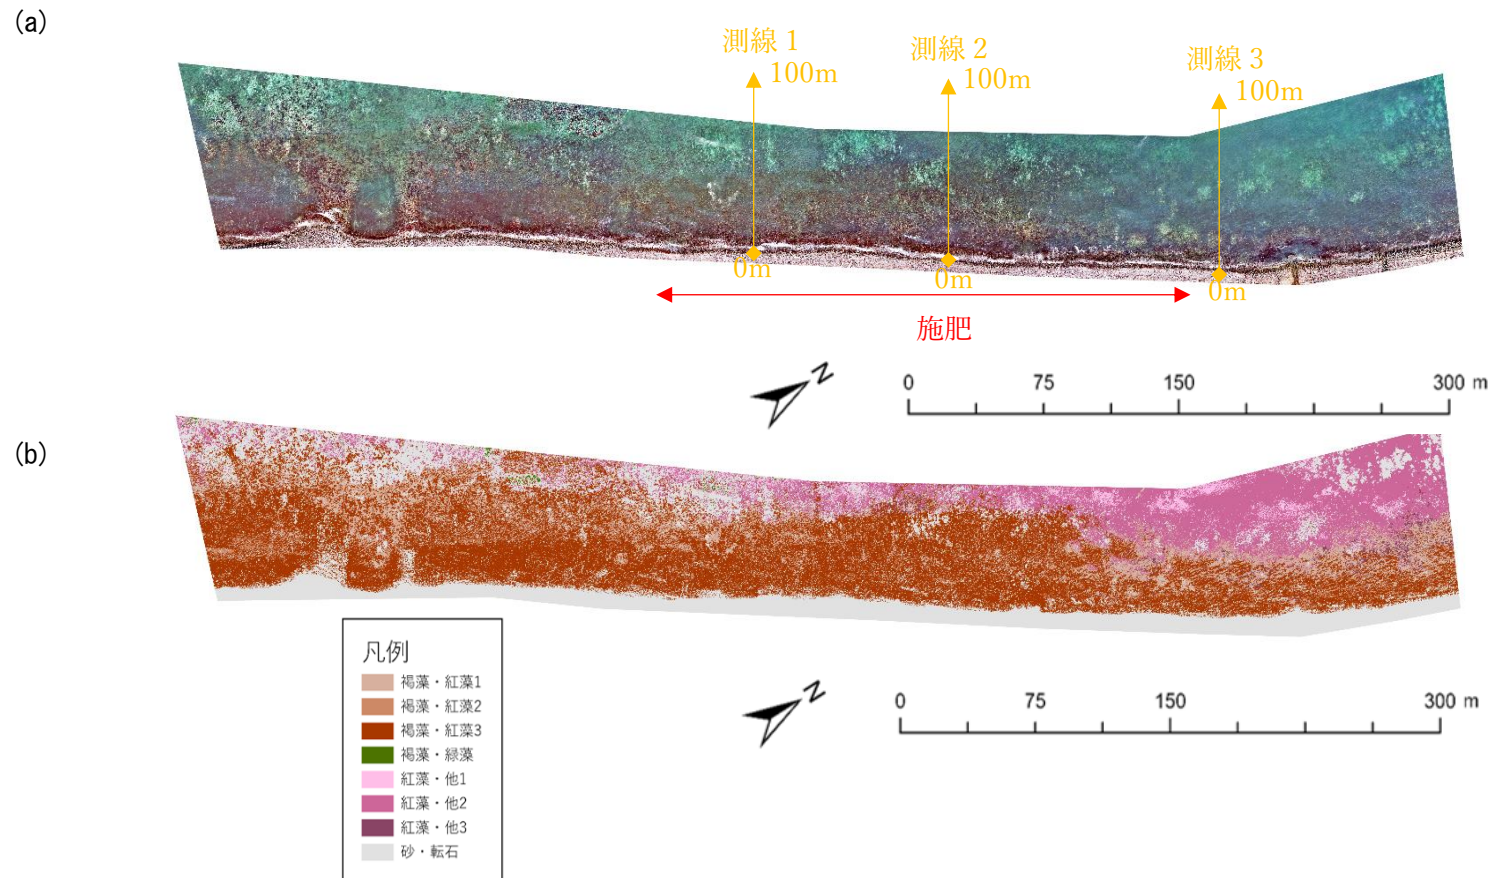 (a)
測線 1
100m
測線 2
100m
測線 3
100m
0m
0m
0m
施肥
N
0 75 150 300 m
(b)
凡例
褐藻・紅藻1
褐藻・紅藻2
褐藻・紅藻3
褐藻・緑藻
紅藻・他1
紅藻・他2
紅藻・他3
砂・転石
N
0 75 150 300 m